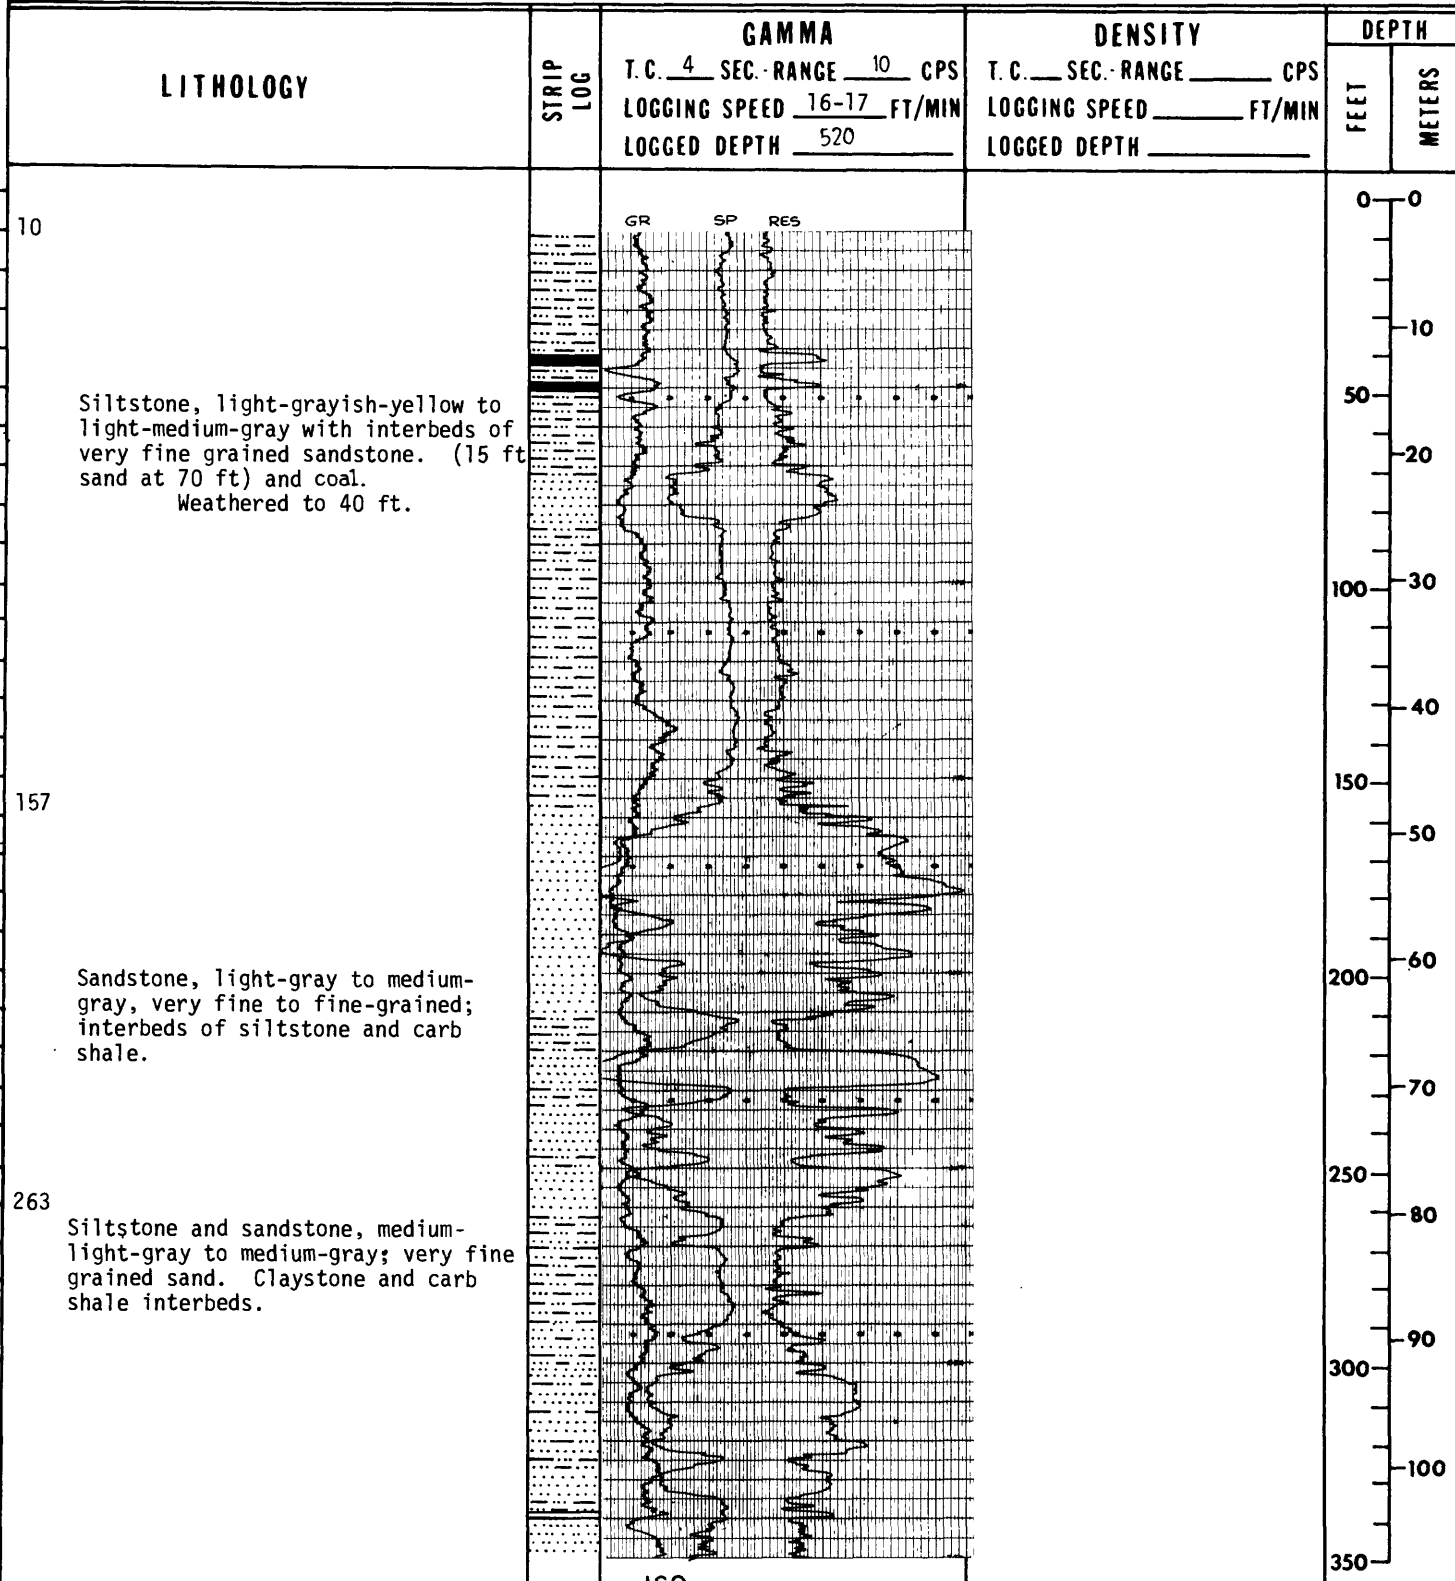 LITHOLOGY
STRIP LOG
GAMMA
T.C. 4 SEC.-RANGE 10 CPS
LOGGING SPEED 16-17 FT/MIN
LOGGED DEPTH 520
DENSITY
T.C. SEC.-RANGE CPS
LOGGING SPEED FT/MIN
LOGGED DEPTH
DEPTH
FEET
METERS
GR SP RES
10
Siltstone, light-grayish-yellow to
light-medium-gray with interbeds of
very fine grained sandstone. (15 ft
sand at 70 ft) and coal.
Weathered to 40 ft.
157
Sandstone, light-gray to medium-
gray, very fine to fine-grained;
interbeds of siltstone and carb
shale.
263
Siltstone and sandstone, medium-
light-gray to medium-gray; very fine
grained sand. Claystone and carb
shale interbeds.
0 0
10
50
20
100 30
40
150
50
60
200
70
250
80
90
300
100
350